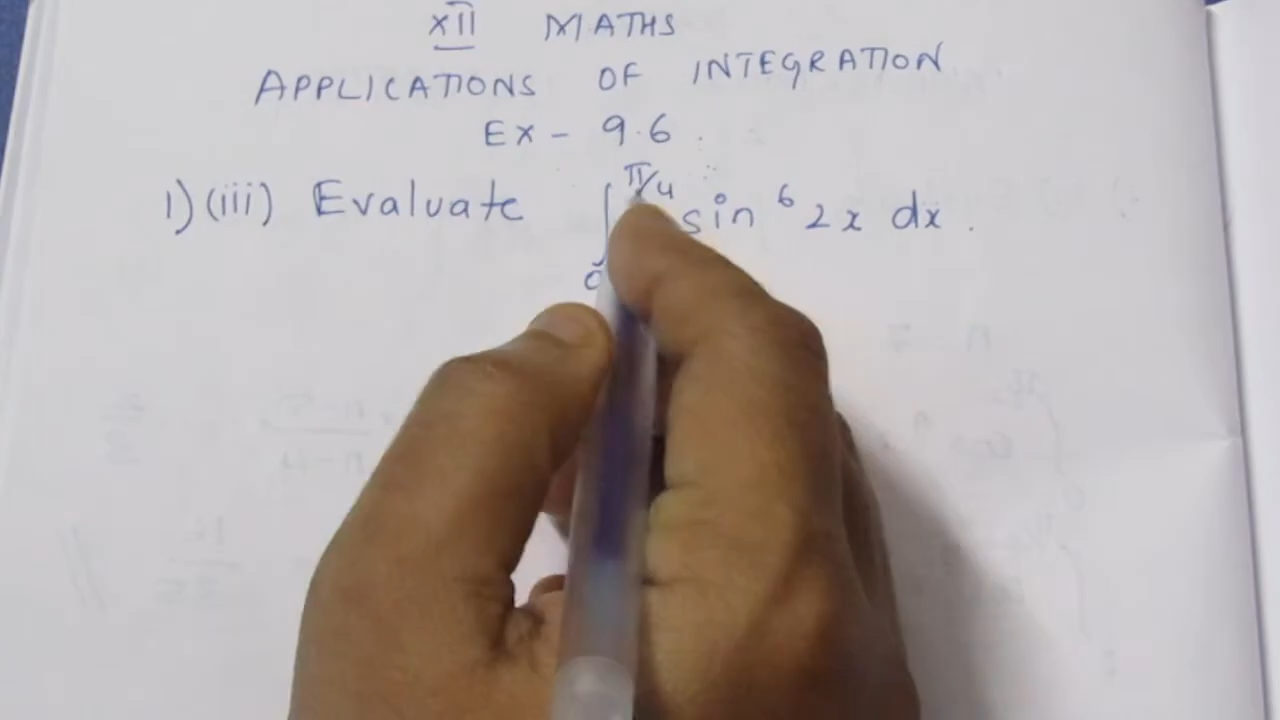 XII MATHS
APPLICATIONS OF INTEGRATION
EX - 9.6.
1) (iii) Evaluate ∫₀^{π/4} sin⁶ 2x dx.